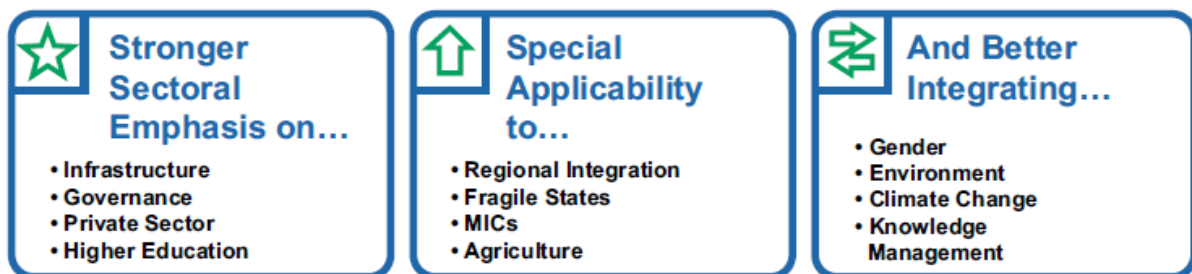 Stronger
Sectoral
Emphasis on…
• Infrastructure
• Governance
• Private Sector
• Higher Education
Special
Applicability
to…
• Regional Integration
• Fragile States
• MICs
• Agriculture
And Better
Integrating…
• Gender
• Environment
• Climate Change
• Knowledge
Management